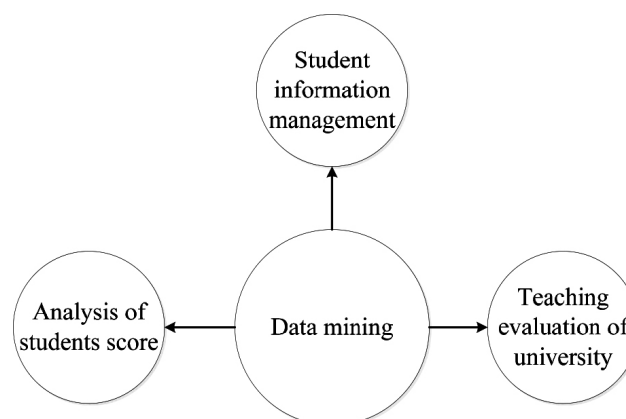 Student
information
management
Analysis of
students score
Data mining
Teaching
evaluation of
university